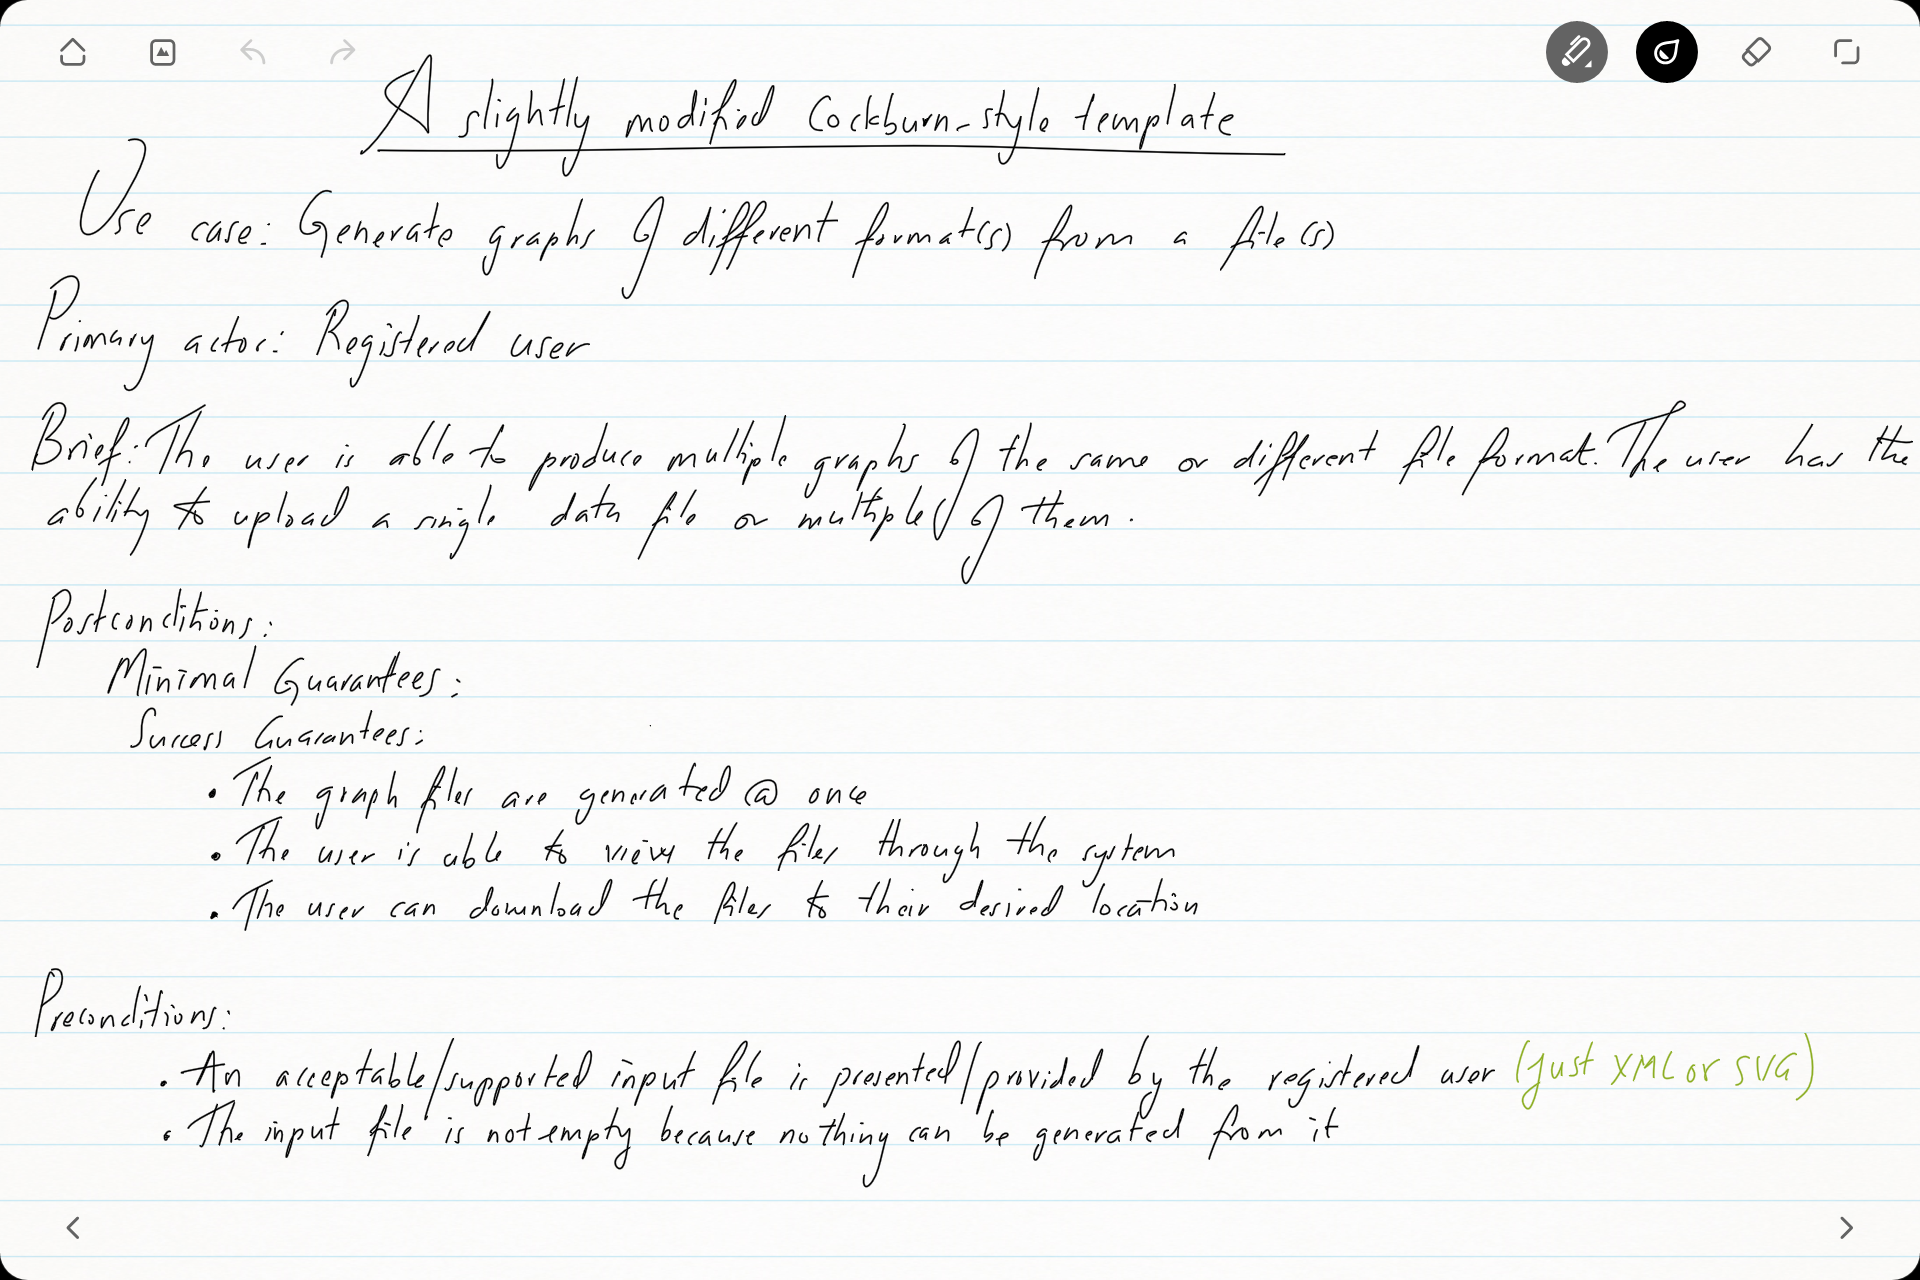 A slightly modified Cockburn-style template
Use case: Generate graphs of different format(s) from a file(s)
Primary actor: Registered user
Brief: The user is able to produce multiple graphs of the same or different file format. The user has the
ability to upload a single data file or multiple of them.
Postconditions:
Minimal Guarantees:
Success Guarantees:
• The graph files are generated @ once
• The user is able to view the files through the system
• The user can download the files to their desired location
Preconditions:
• An acceptable/supported input file is presented/provided by the registered user (just XML or SVG)
• The input file is not empty because nothing can be generated from it